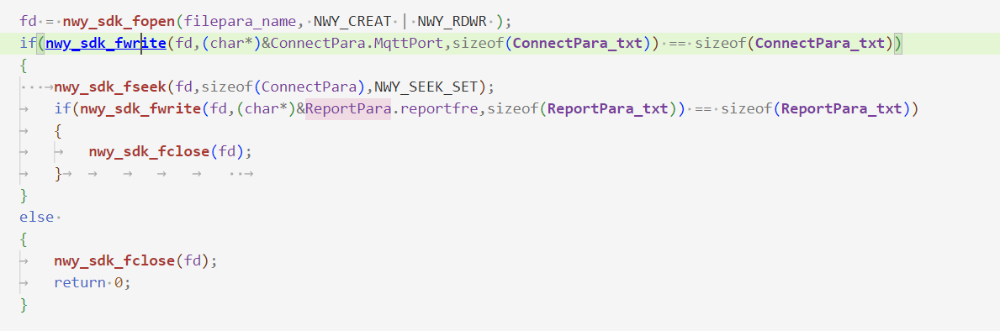 fd = nwy_sdk_fopen(filepara_name, NWY_CREAT | NWY_RDWR );
if(nwy_sdk_fwrite(fd,(char*)&ConnectPara.MqttPort,sizeof(ConnectPara_txt)) == sizeof(ConnectPara_txt))
{
nwy_sdk_fseek(fd,sizeof(ConnectPara),NWY_SEEK_SET);
if(nwy_sdk_fwrite(fd,(char*)&ReportPara.reportfre,sizeof(ReportPara_txt)) == sizeof(ReportPara_txt))
{
nwy_sdk_fclose(fd);
}
}
else
{
nwy_sdk_fclose(fd);
return 0;
}